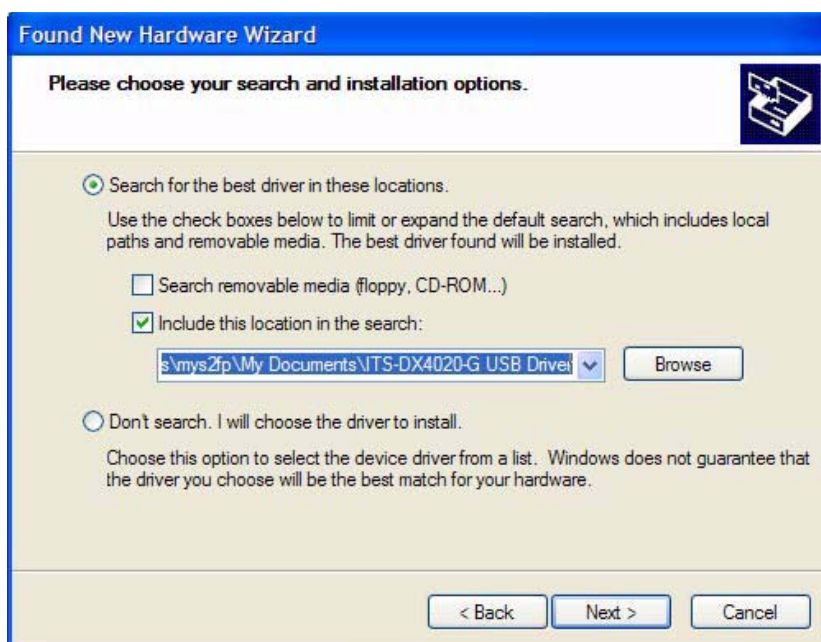 Found New Hardware Wizard
Please choose your search and installation options.
Search for the best driver in these locations.
Use the check boxes below to limit or expand the default search, which includes local
paths and removable media. The best driver found will be installed.
Search removable media (floppy, CD-ROM...)
Include this location in the search:
s\mys2fp\My Documents\ITS-DX4020-G USB Driver
Browse
Don't search. I will choose the driver to install.
Choose this option to select the device driver from a list. Windows does not guarantee that
the driver you choose will be the best match for your hardware.
< Back
Next >
Cancel